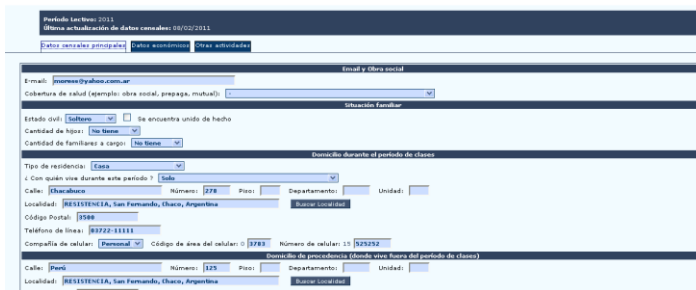 Período Lectivo: 2011
Última actualización de datos censales: 08/02/2011
Datos censales principales Datos económicos Otras actividades
Email y Obra social
E-mail: morese@yahoo.com.ar
Cobertura de salud (ejemplo: obra social, prepaga, mutual): -
Situación familiar
Estado civil: Soltero Se encuentra unido de hecho
Cantidad de hijos: No tiene
Cantidad de familiares a cargo: No tiene
Domicilio durante el período de clases
Tipo de residencia: Casa
¿ Con quién vive durante este período ? Solo
Calle: Chacabuco Número: 278 Piso: Departamento: Unidad:
Localidad: RESISTENCIA, San Fernando, Chaco, Argentina Buscar Localidad
Código Postal: 3500
Teléfono de línea: 03722-11111
Compañía de celular: Personal Código de área del celular: 0 3783 Número de celular: 15 525252
Domicilio de procedencia (donde vive fuera del período de clases)
Calle: Perú Número: 125 Piso: Departamento: Unidad:
Localidad: RESISTENCIA, San Fernando, Chaco, Argentina Buscar Localidad